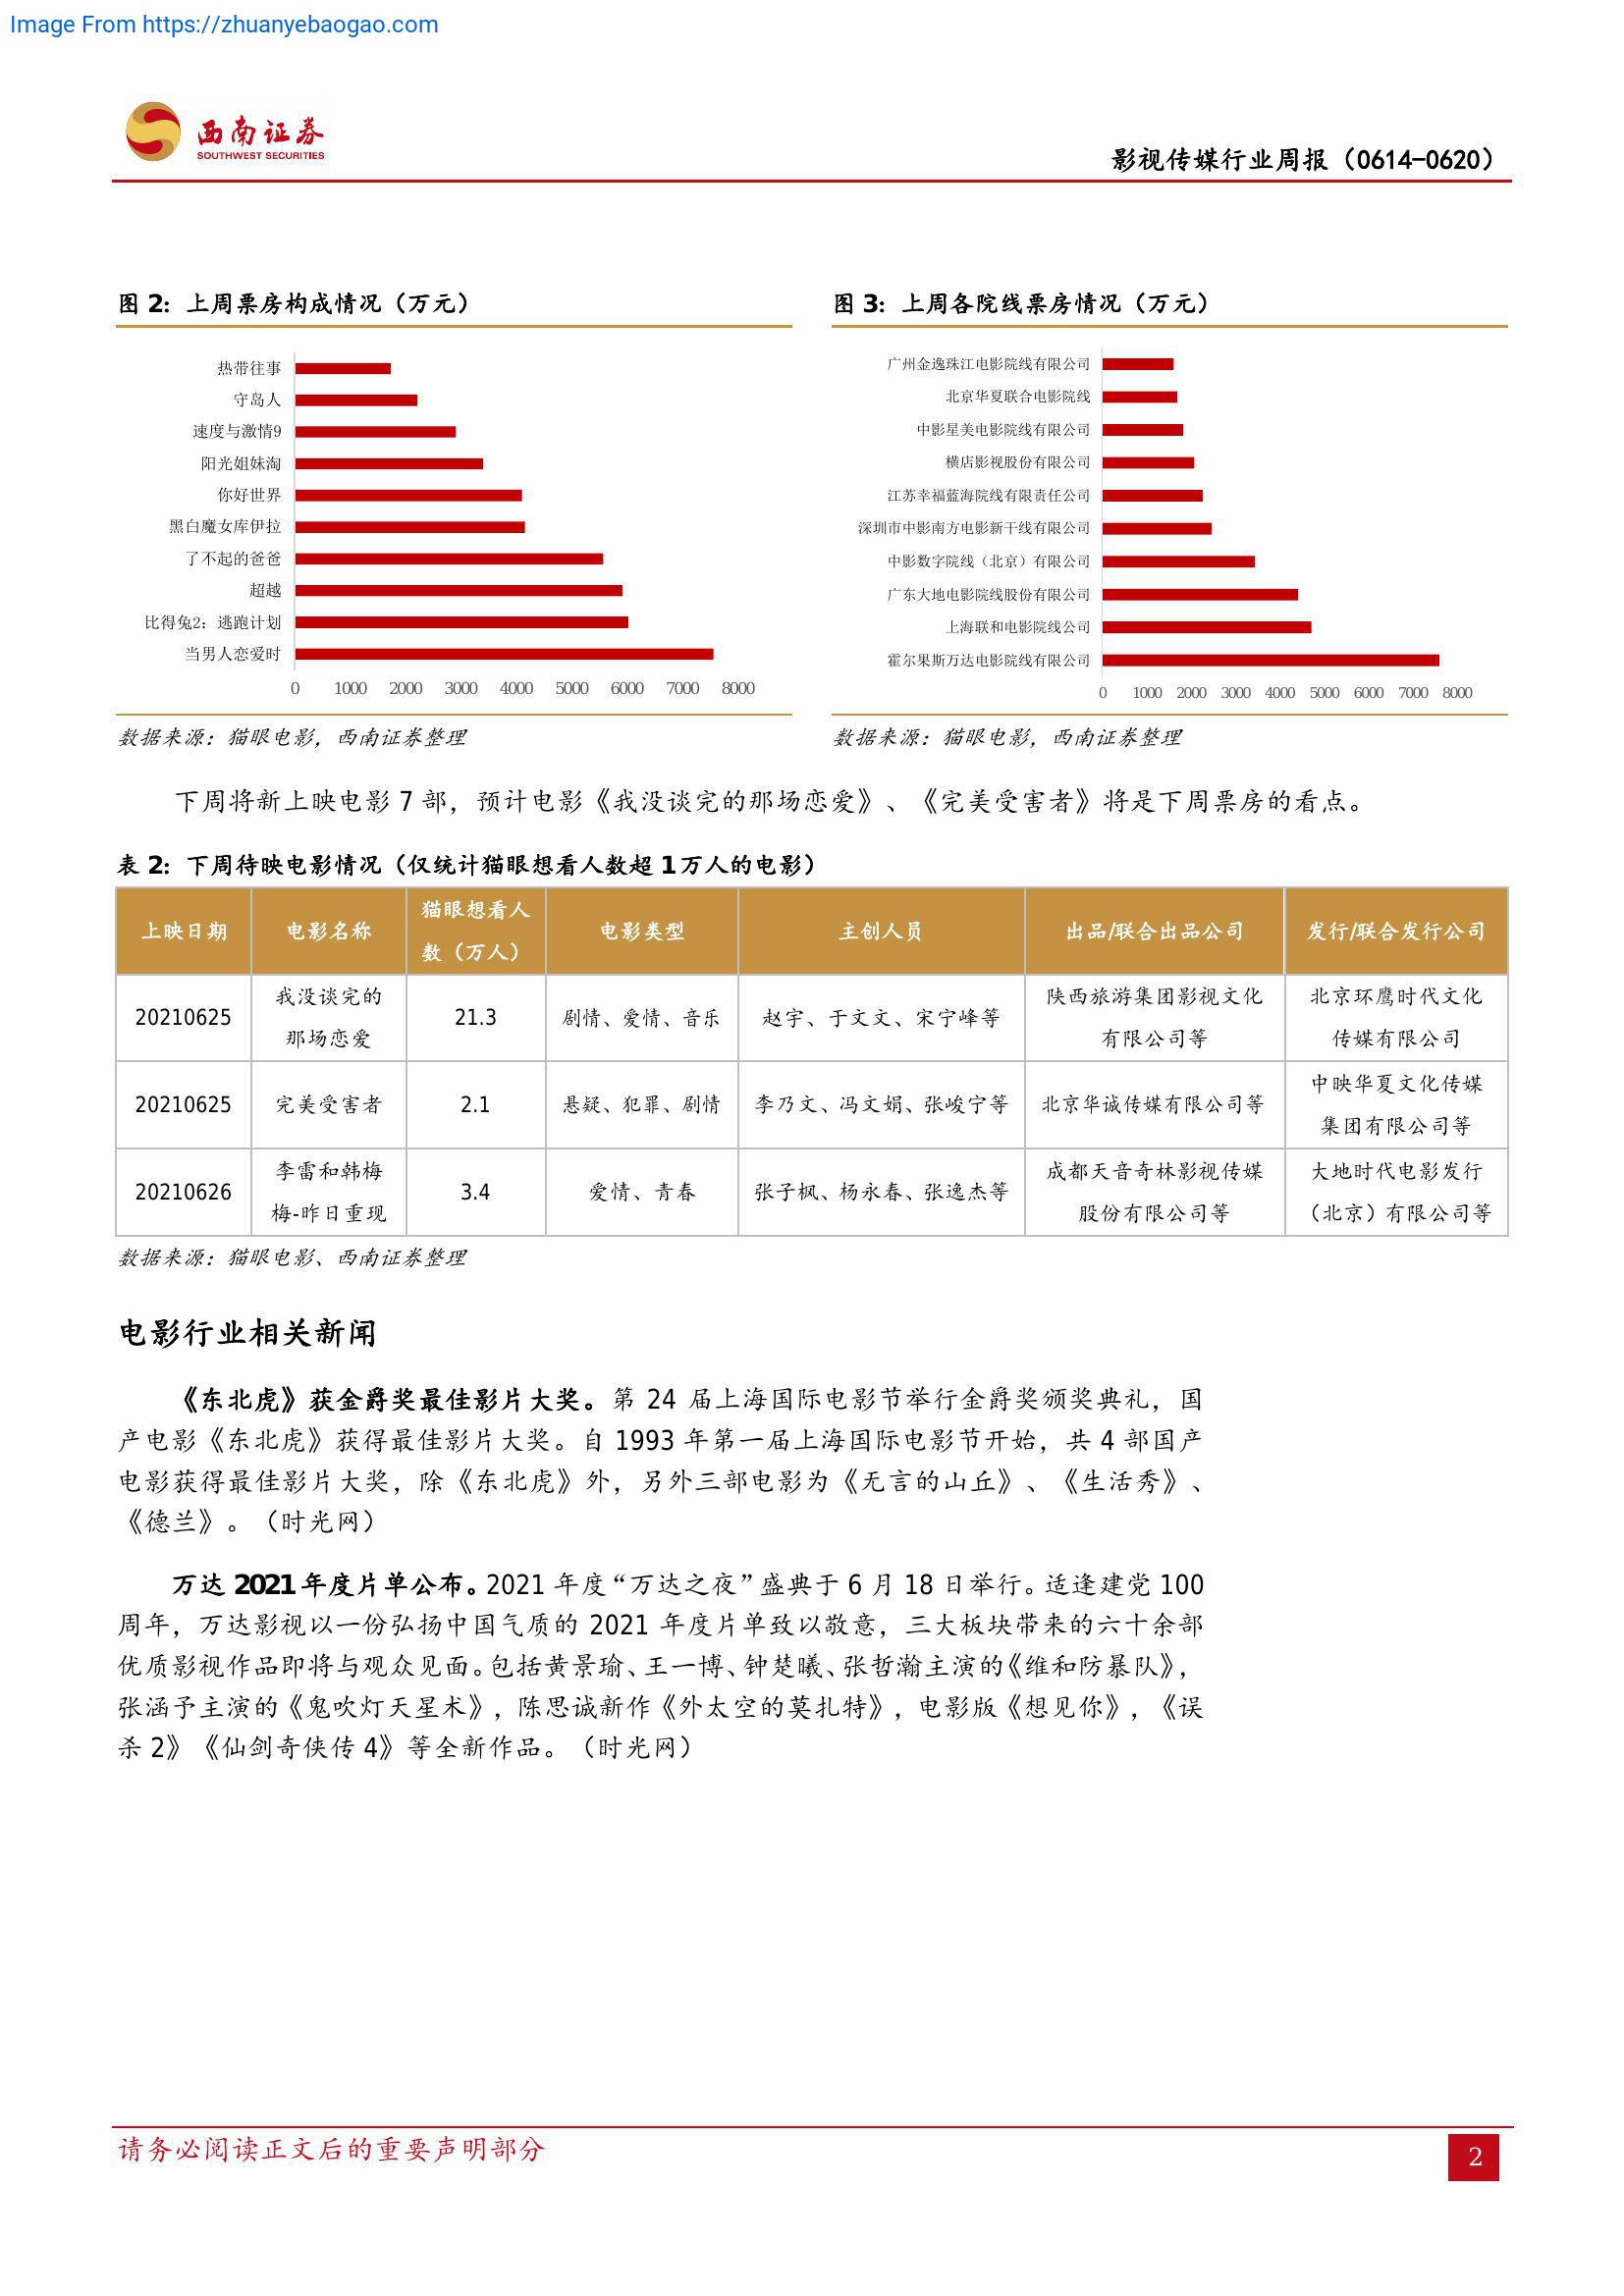 Image From https://zhuanyebaogao.com
西南证券
SOUTHWEST SECURITIES
影视传媒行业周报（0614-0620）
图 2：上周票房构成情况（万元）
热带往事
守岛人
速度与激情9
阳光姐妹淘
你好世界
黑白魔女库伊拉
了不起的爸爸
超越
比得兔2：逃跑计划
当男人恋爱时
0 1000 2000 3000 4000 5000 6000 7000 8000
数据来源：猫眼电影，西南证券整理
图 3：上周各院线票房情况（万元）
广州金逸珠江电影院线有限公司
北京华夏联合电影院线
中影星美电影院线有限公司
横店影视股份有限公司
江苏幸福蓝海院线有限责任公司
深圳市中影南方电影新干线有限公司
中影数字院线（北京）有限公司
广东大地电影院线股份有限公司
上海联和电影院线公司
霍尔果斯万达电影院线有限公司
0 1000 2000 3000 4000 5000 6000 7000 8000
数据来源：猫眼电影，西南证券整理
下周将新上映电影 7 部，预计电影《我没谈完的那场恋爱》、《完美受害者》将是下周票房的看点。
表 2：下周待映电影情况（仅统计猫眼想看人数超 1 万人的电影）
上映日期 电影名称 猫眼想看人数（万人） 电影类型 主创人员 出品/联合出品公司 发行/联合发行公司
20210625 我没谈完的那场恋爱 21.3 剧情、爱情、音乐 赵宇、于文文、宋宁峰等 陕西旅游集团影视文化有限公司等 北京环鹰时代文化传媒有限公司
20210625 完美受害者 2.1 悬疑、犯罪、剧情 李乃文、冯文娟、张峻宁等 北京华诚传媒有限公司等 中映华夏文化传媒集团有限公司等
20210626 李雷和韩梅梅-昨日重现 3.4 爱情、青春 张子枫、杨永春、张逸杰等 成都天音奇林影视传媒股份有限公司等 大地时代电影发行（北京）有限公司等
数据来源：猫眼电影、西南证券整理
电影行业相关新闻
《东北虎》获金爵奖最佳影片大奖。第 24 届上海国际电影节举行金爵奖颁奖典礼，国
产电影《东北虎》获得最佳影片大奖。自 1993 年第一届上海国际电影节开始，共 4 部国产
电影获得最佳影片大奖，除《东北虎》外，另外三部电影为《无言的山丘》、《生活秀》、
《德兰》。（时光网）
万达 2021 年度片单公布。2021 年度“万达之夜”盛典于 6 月 18 日举行。适逢建党 100
周年，万达影视以一份弘扬中国气质的 2021 年度片单致以敬意，三大板块带来的六十余部
优质影视作品即将与观众见面。包括黄景瑜、王一博、钟楚曦、张哲瀚主演的《维和防暴队》，
张涵予主演的《鬼吹灯天星术》，陈思诚新作《外太空的莫扎特》，电影版《想见你》，《误
杀 2》《仙剑奇侠传 4》等全新作品。（时光网）
请务必阅读正文后的重要声明部分
2